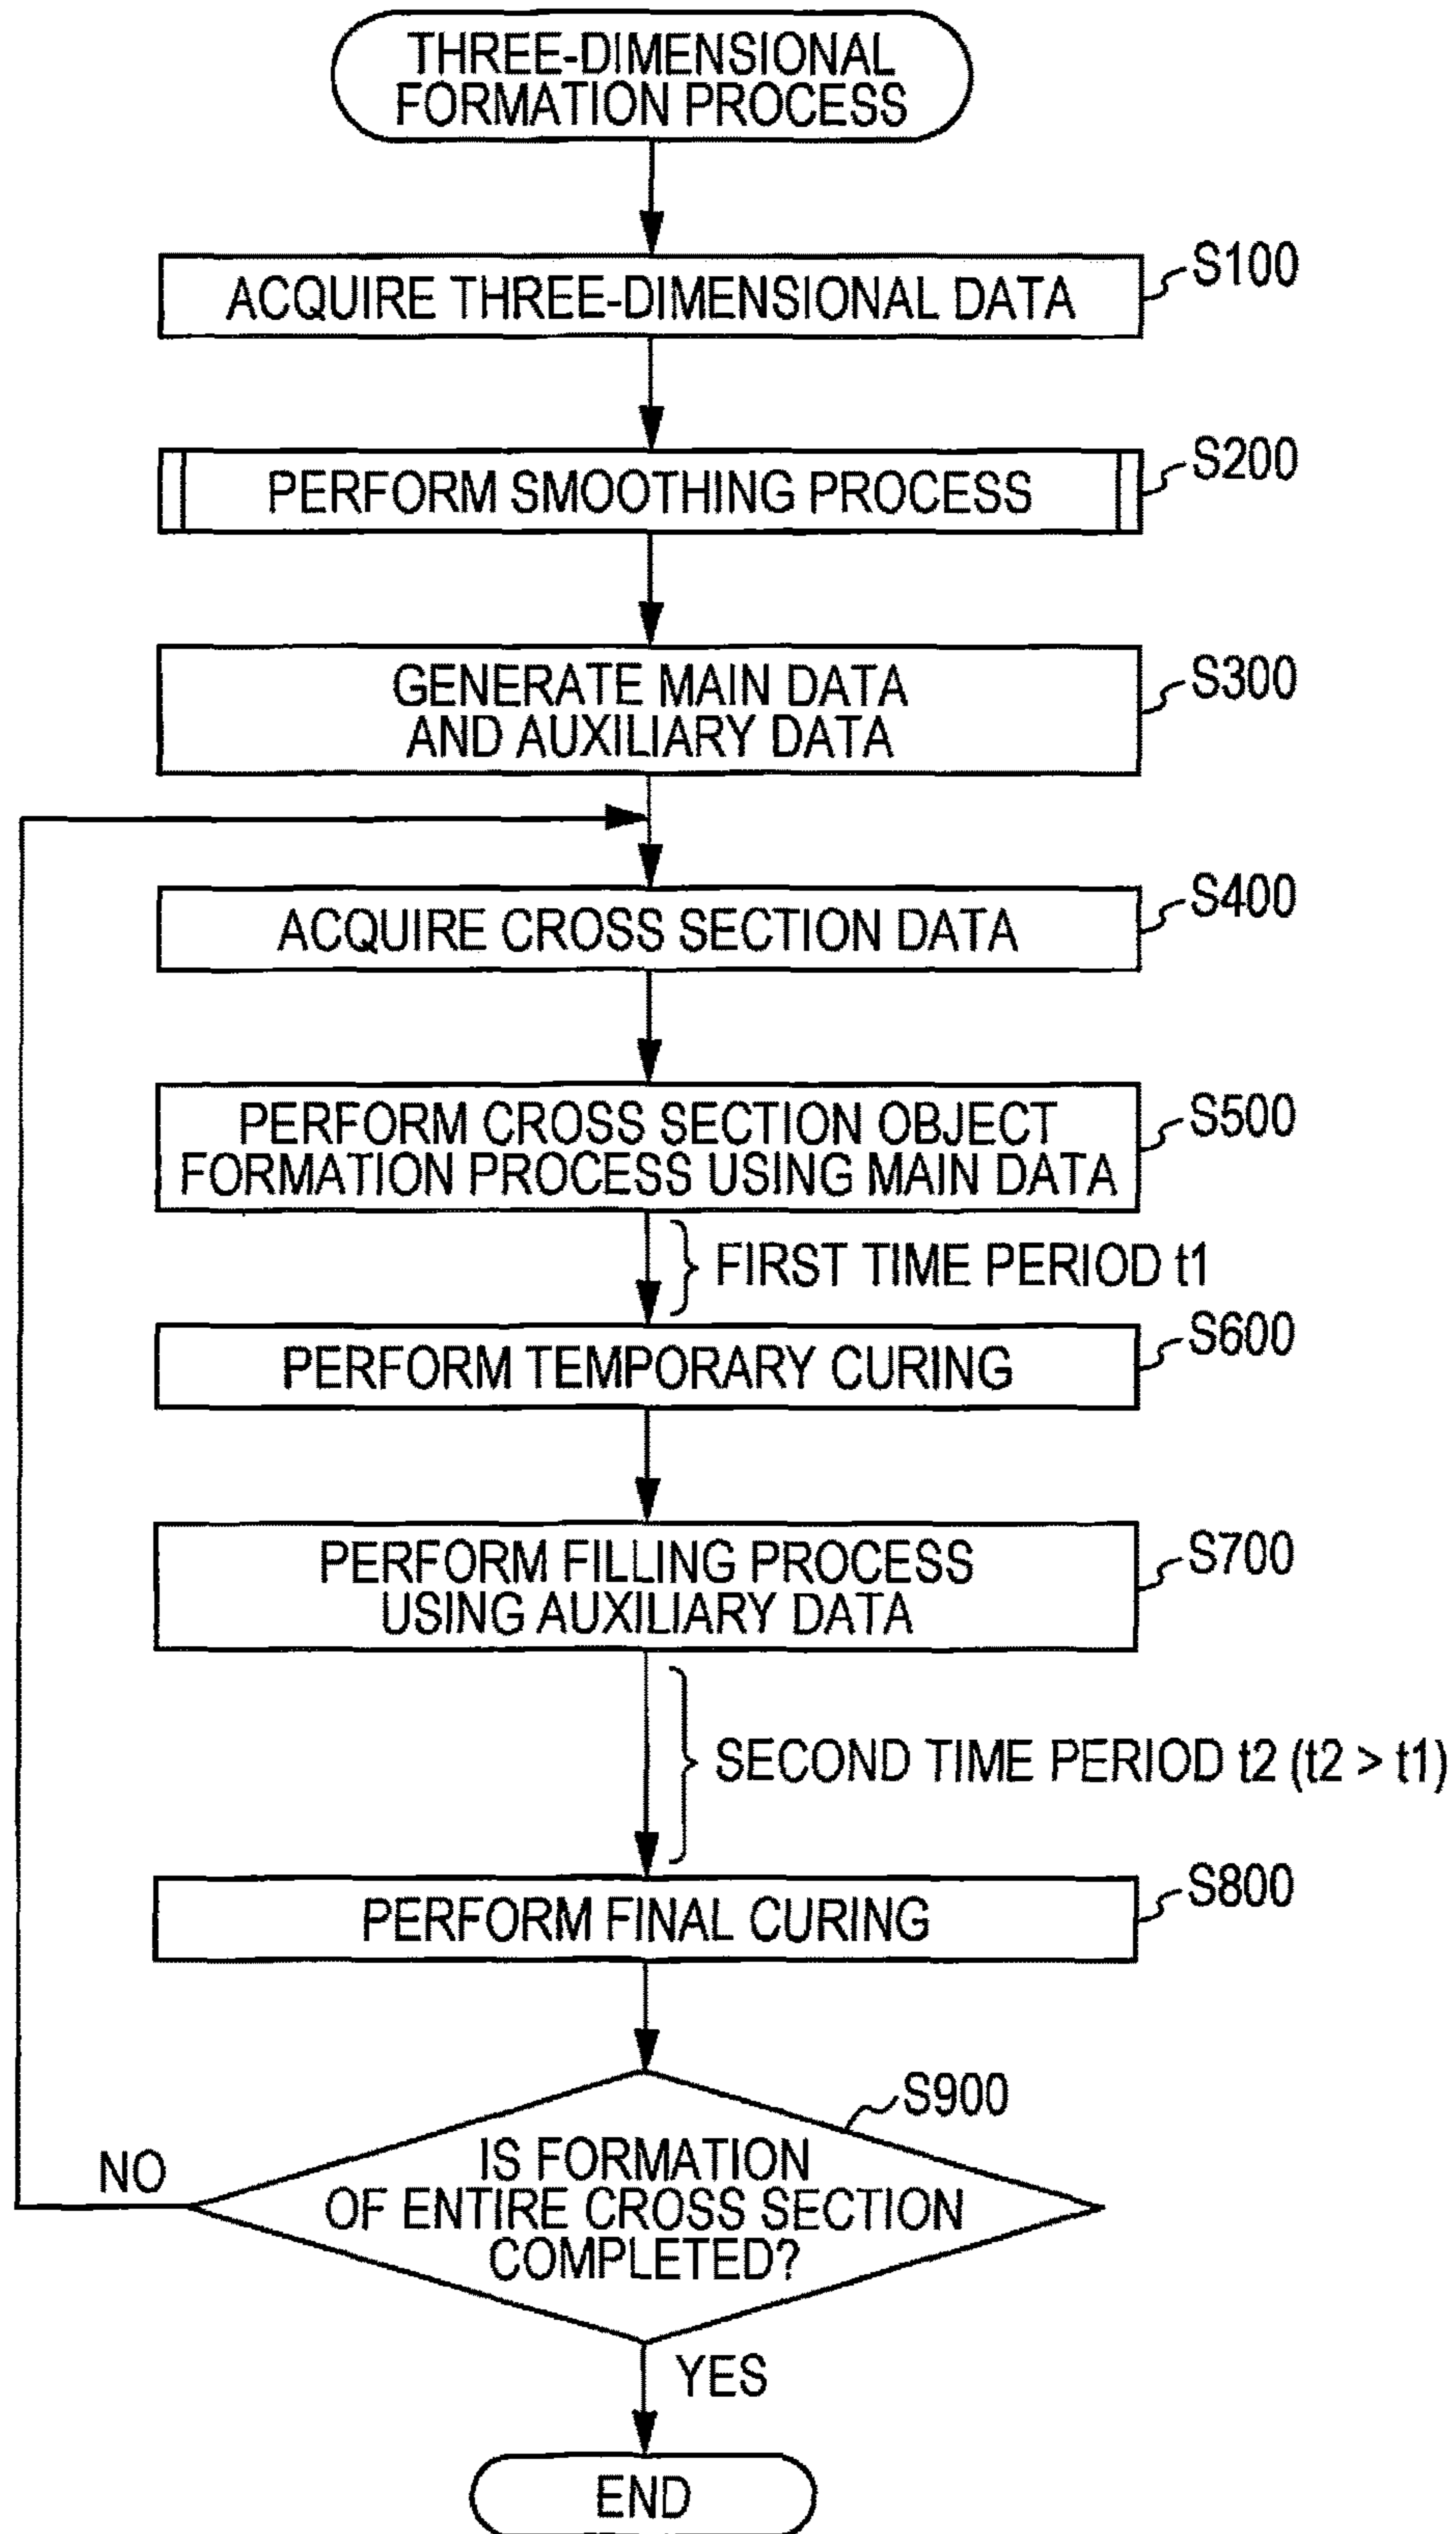 THREE-DIMENSIONAL
FORMATION PROCESS
ACQUIRE THREE-DIMENSIONAL DATA
S100
PERFORM SMOOTHING PROCESS
S200
GENERATE MAIN DATA
AND AUXILIARY DATA
S300
ACQUIRE CROSS SECTION DATA
S400
PERFORM CROSS SECTION OBJECT
FORMATION PROCESS USING MAIN DATA
S500
FIRST TIME PERIOD t1
PERFORM TEMPORARY CURING
S600
PERFORM FILLING PROCESS
USING AUXILIARY DATA
S700
SECOND TIME PERIOD t2 (t2 > t1)
PERFORM FINAL CURING
S800
S900
IS FORMATION
OF ENTIRE CROSS SECTION
COMPLETED?
NO
YES
END